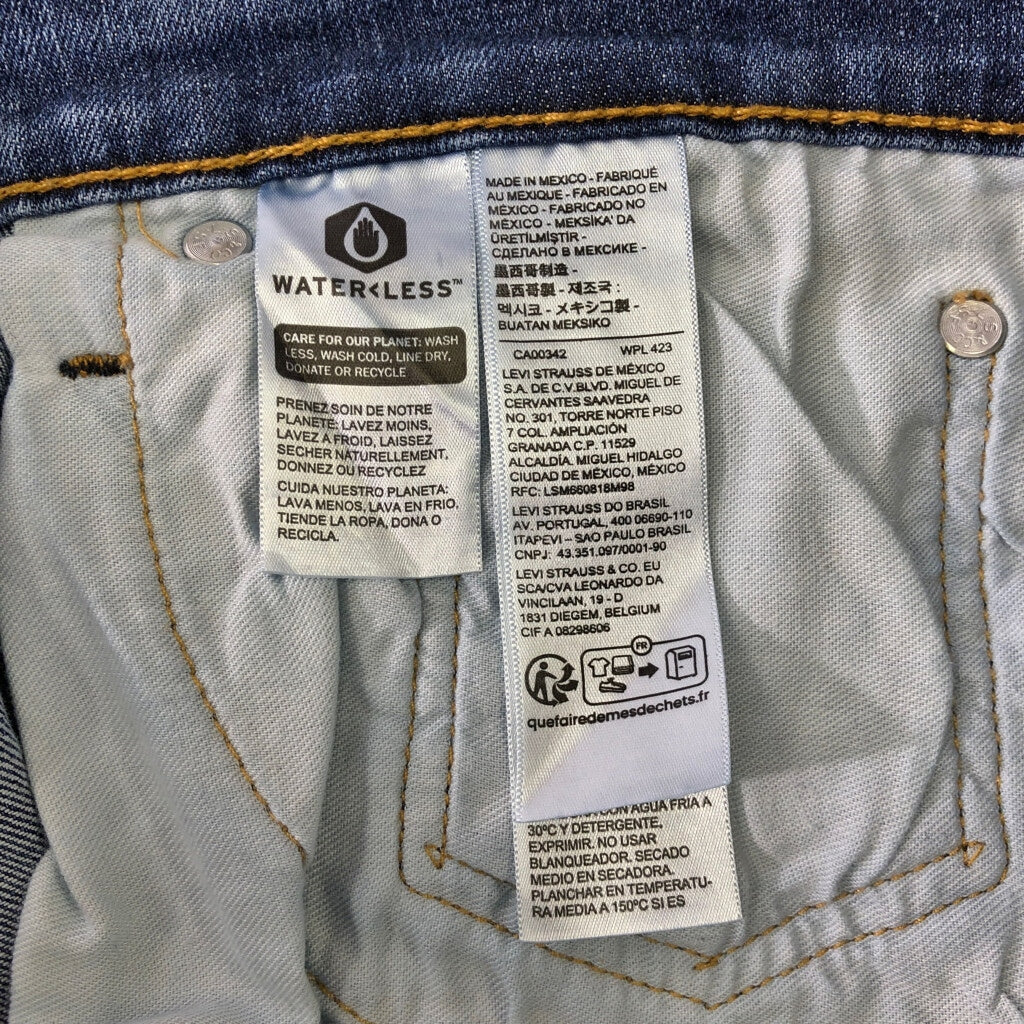 WATER<LESS™
CARE FOR OUR PLANET: WASH
LESS, WASH COLD, LINE DRY,
DONATE OR RECYCLE
PRENEZ SOIN DE NOTRE
PLANETE: LAVEZ MOINS,
LAVEZ A FROID, LAISSEZ
SECHER NATURELLEMENT,
DONNEZ OU RECYCLEZ
CUIDA NUESTRO PLANETA:
LAVA MENOS, LAVA EN FRIO,
TIENDE LA ROPA, DONA O
RECICLA.
MADE IN MEXICO - FABRIQUÉ
AU MEXIQUE - FABRICADO EN
MÉXICO - FABRICADO NO
MÉXICO - MEKSİKA' DA
ÜRETİLMİŞTİR -
СДЕЛАНО В МЕКСИКЕ -
墨西哥制造 -
墨西哥製 - 제조국 :
멕시코 - メキシコ製 -
BUATAN MEKSIKO
CA00342 WPL 423
LEVI STRAUSS DE MÉXICO
S.A. DE C.V.BLVD. MIGUEL DE
CERVANTES SAAVEDRA
NO. 301, TORRE NORTE PISO
7 COL. AMPLIACIÓN
GRANADA C.P. 11529
ALCALDÍA. MIGUEL HIDALGO
CIUDAD DE MÉXICO, MÉXICO
RFC: LSM660818M98
LEVI STRAUSS DO BRASIL
AV. PORTUGAL, 400 06690-110
ITAPEVI – SAO PAULO BRASIL
CNPJ: 43.351.097/0001-90
LEVI STRAUSS & CO. EU
SCA/CVA LEONARDO DA
VINCILAAN, 19 - D
1831 DIEGEM, BELGIUM
CIF A 08298606
FR
quefairedemesdechets.fr
CON AGUA FRIA A
30ºC Y DETERGENTE,
EXPRIMIR. NO USAR
BLANQUEADOR. SECADO
MEDIO EN SECADORA.
PLANCHAR EN TEMPERATU-
RA MEDIA A 150ºC SI ES